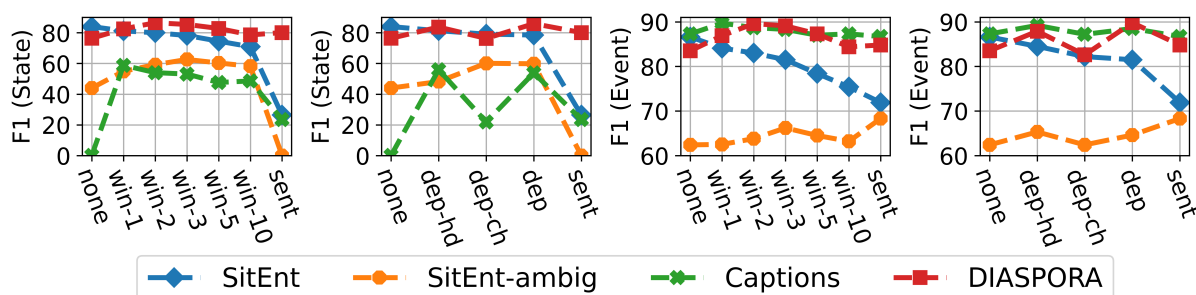 F1 (State)
80
60
40
20
0
none
win-1
win-2
win-3
win-5
win-10
sent
F1 (State)
80
60
40
20
0
none
dep-hd
dep-ch
dep
sent
F1 (Event)
90
80
70
60
none
win-1
win-2
win-3
win-5
win-10
sent
F1 (Event)
90
80
70
60
none
dep-hd
dep-ch
dep
sent
SitEnt SitEnt-ambig Captions DIASPORA